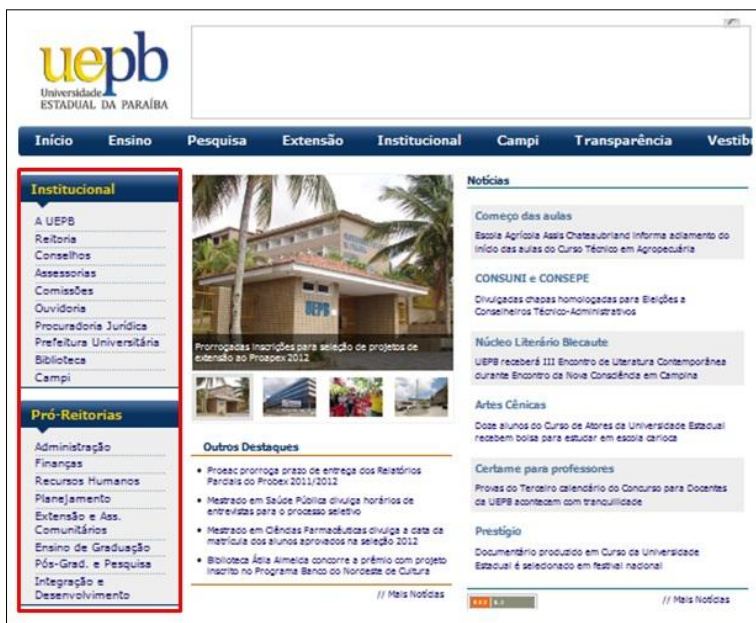 uepb
Universidade
ESTADUAL DA PARAÍBA
Início Ensino Pesquisa Extensão Institucional Campi Transparência Vestib
Institucional
A UEPB
Reitoria
Conselhos
Assessorias
Comissões
Ouvidoria
Procuradoria Jurídica
Prefeitura Universitária
Biblioteca
Campi
Pró-Reitorias
Administração
Finanças
Recursos Humanos
Planejamento
Extensão e Ass.
Comunitários
Ensino de Graduação
Pós-Grad. e Pesquisa
Integração e
Desenvolvimento
UEPB
Prorrogadas inscrições para seleção de projetos de
extensão ao Proapex 2012
Outros Destaques
Proeac prorroga prazo de entrega dos Relatórios
Parciais do Probex 2011/2012
Mestrado em Saúde Pública divulga horários de
entrevistas para o processo seletivo
Mestrado em Ciências Farmacêuticas divulga a data da
matrícula dos alunos aprovados na seleção 2012
Biblioteca Átila Almeida concorre a prêmio com projeto
inscrito no Programa Banco do Nordeste de Cultura
// Mais Notícias
Notícias
Começo das aulas
Escola Agrícola Assis Chateaubriand informa adiamento do
início das aulas do Curso Técnico em Agropecuária
CONSUNI e CONSEPE
Divulgadas chapas homologadas para Eleições a
Conselheiros Técnico-Administrativos
Núcleo Literário Blecaute
UEPB receberá III Encontro de Literatura Contemporânea
durante Encontro da Nova Consciência em Campina
Artes Cênicas
Doze alunos do Curso de Atores da Universidade Estadual
recebem bolsa para estudar em escola carioca
Certame para professores
Provas do Terceiro calendário do Concurso para Docentes
da UEPB acontecem com tranquilidade
Prestígio
Documentário produzido em Curso da Universidade
Estadual é selecionado em festival nacional
// Mais Notícias